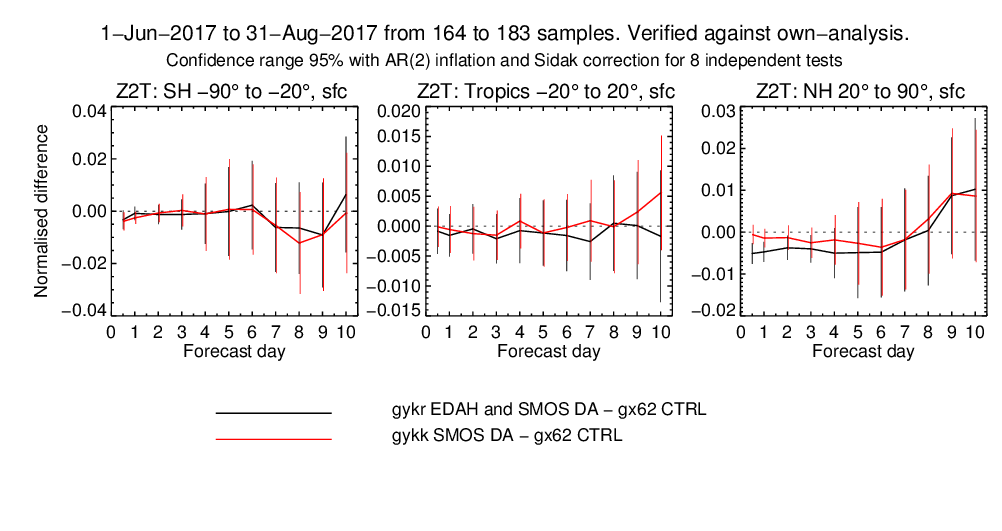 1−Jun−2017 to 31−Aug−2017 from 164 to 183 samples. Verified against own−analysis.
Confidence range 95% with AR(2) inflation and Sidak correction for 8 independent tests
Z2T: SH −90° to −20°, sfc
Normalised difference
0.04
0.02
0.00
−0.02
−0.04
0 1 2 3 4 5 6 7 8 9 10
Forecast day
Z2T: Tropics −20° to 20°, sfc
0.020
0.015
0.010
0.005
0.000
−0.005
−0.010
−0.015
0 1 2 3 4 5 6 7 8 9 10
Forecast day
Z2T: NH 20° to 90°, sfc
0.03
0.02
0.01
0.00
−0.01
−0.02
0 1 2 3 4 5 6 7 8 9 10
Forecast day
gykr EDAH and SMOS DA − gx62 CTRL
gykk SMOS DA − gx62 CTRL